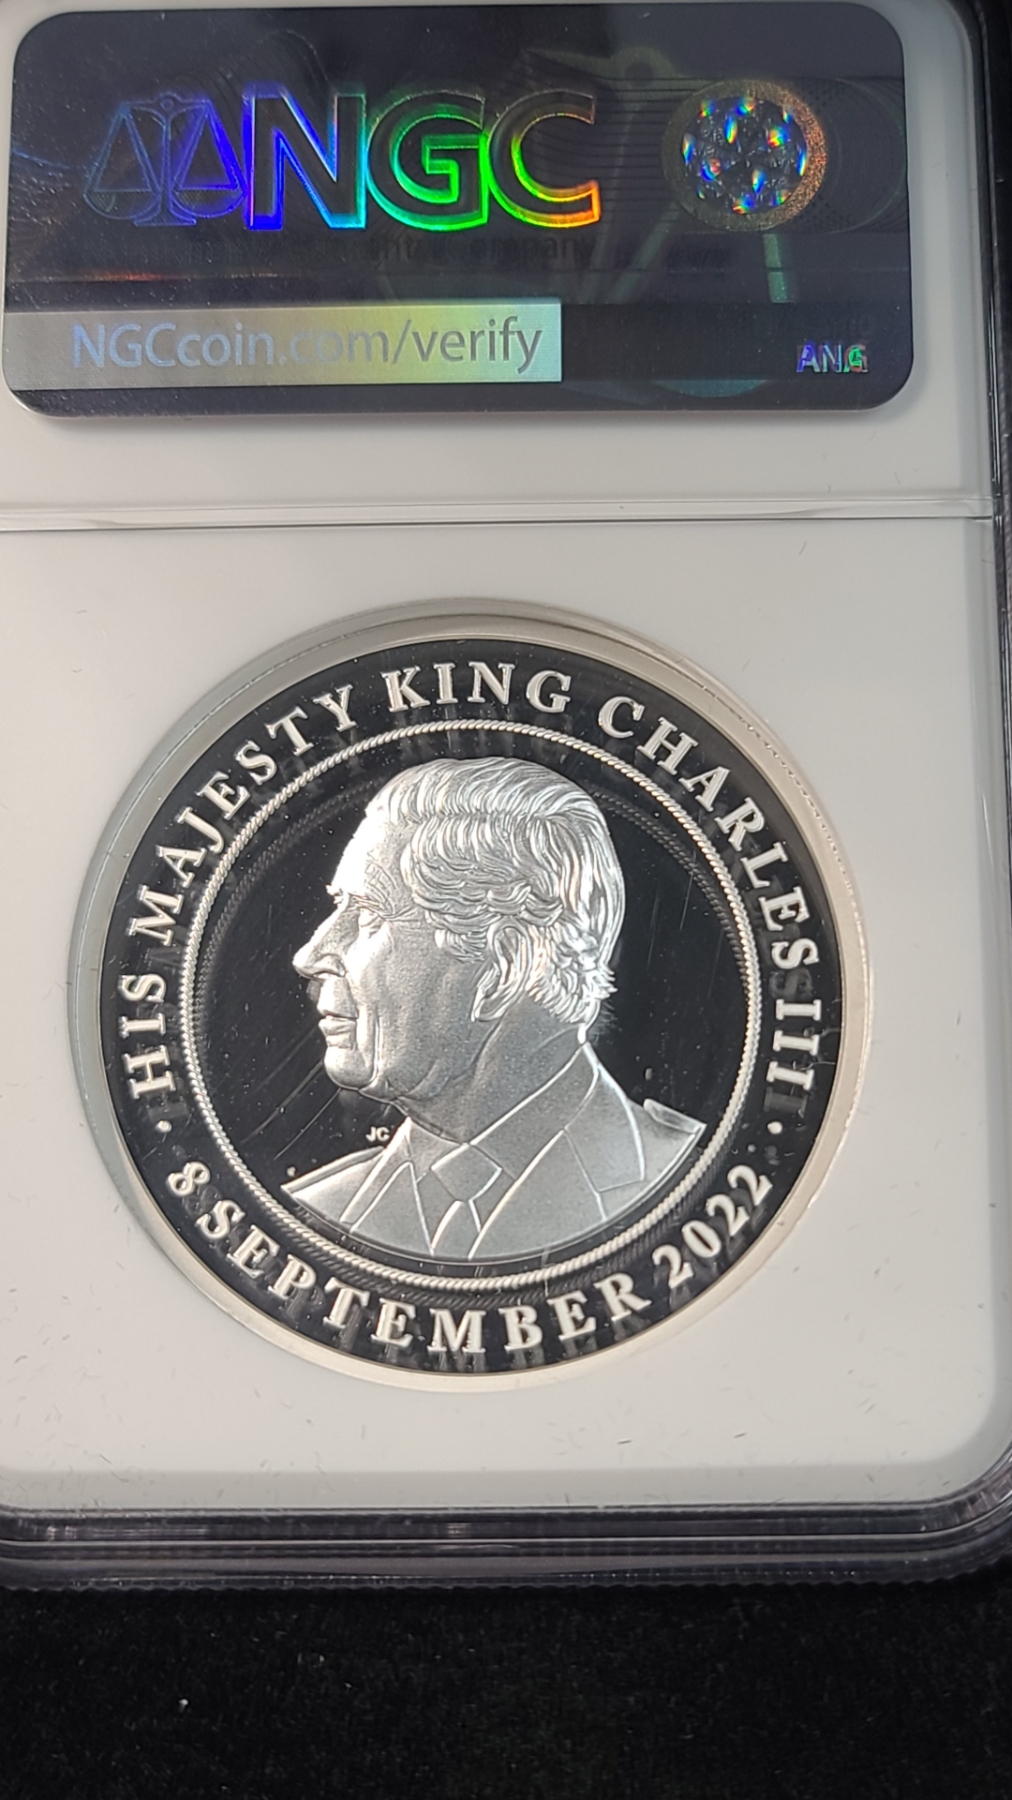 NGC
NGCcoin.com/verify
ANA
· HIS MAJESTY KING CHARLES III ·
8 SEPTEMBER 2022
JC